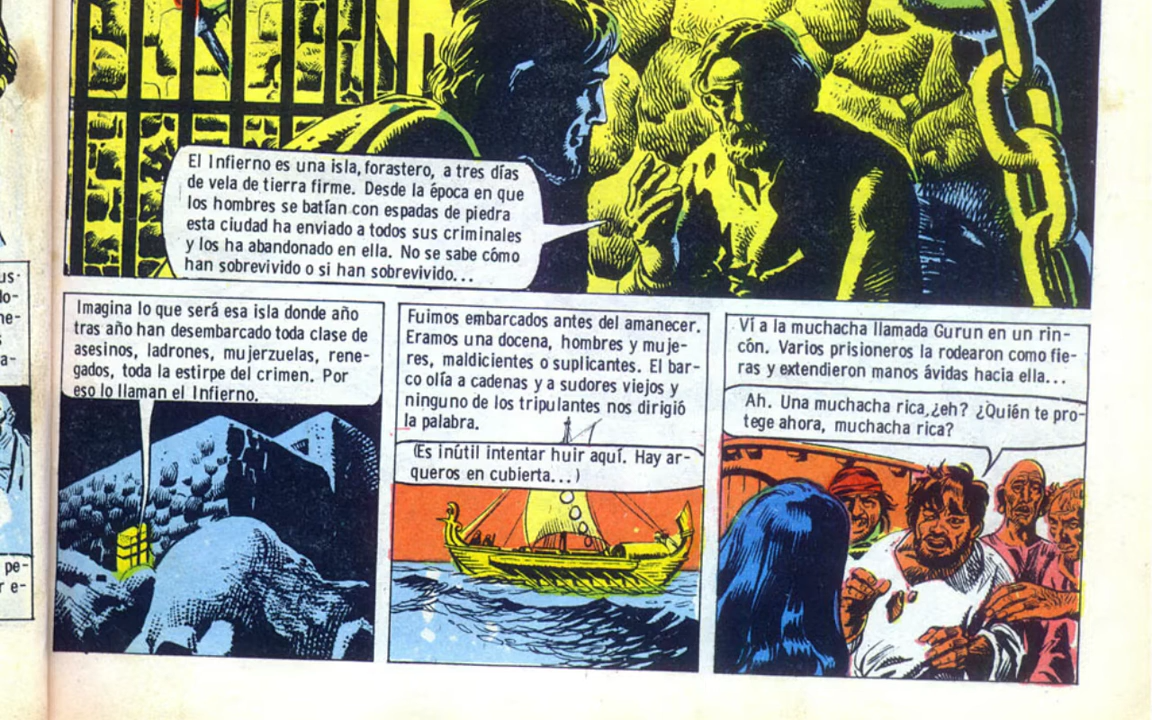 El Infierno es una isla, forastero, a tres días
de vela de tierra firme. Desde la época en que
los hombres se batían con espadas de piedra
esta ciudad ha enviado a todos sus criminales
y los ha abandonado en ella. No se sabe cómo
han sobrevivido o si han sobrevivido...
Imagina lo que será esa isla donde año
tras año han desembarcado toda clase de
asesinos, ladrones, mujerzuelas, rene-
gados, toda la estirpe del crimen. Por
eso lo llaman el Infierno.
Fuimos embarcados antes del amanecer.
Eramos una docena, hombres y muje-
res, maldicientes o suplicantes. El bar-
co olía a cadenas y a sudores viejos y
ninguno de los tripulantes nos dirigió
la palabra.
(Es inútil intentar huir aquí. Hay ar-
queros en cubierta...)
Ví a la muchacha llamada Gurun en un rin-
cón. Varios prisioneros la rodearon como fie-
ras y extendieron manos ávidas hacia ella...
Ah. Una muchacha rica, ¿eh? ¿Quién te pro-
tege ahora, muchacha rica?